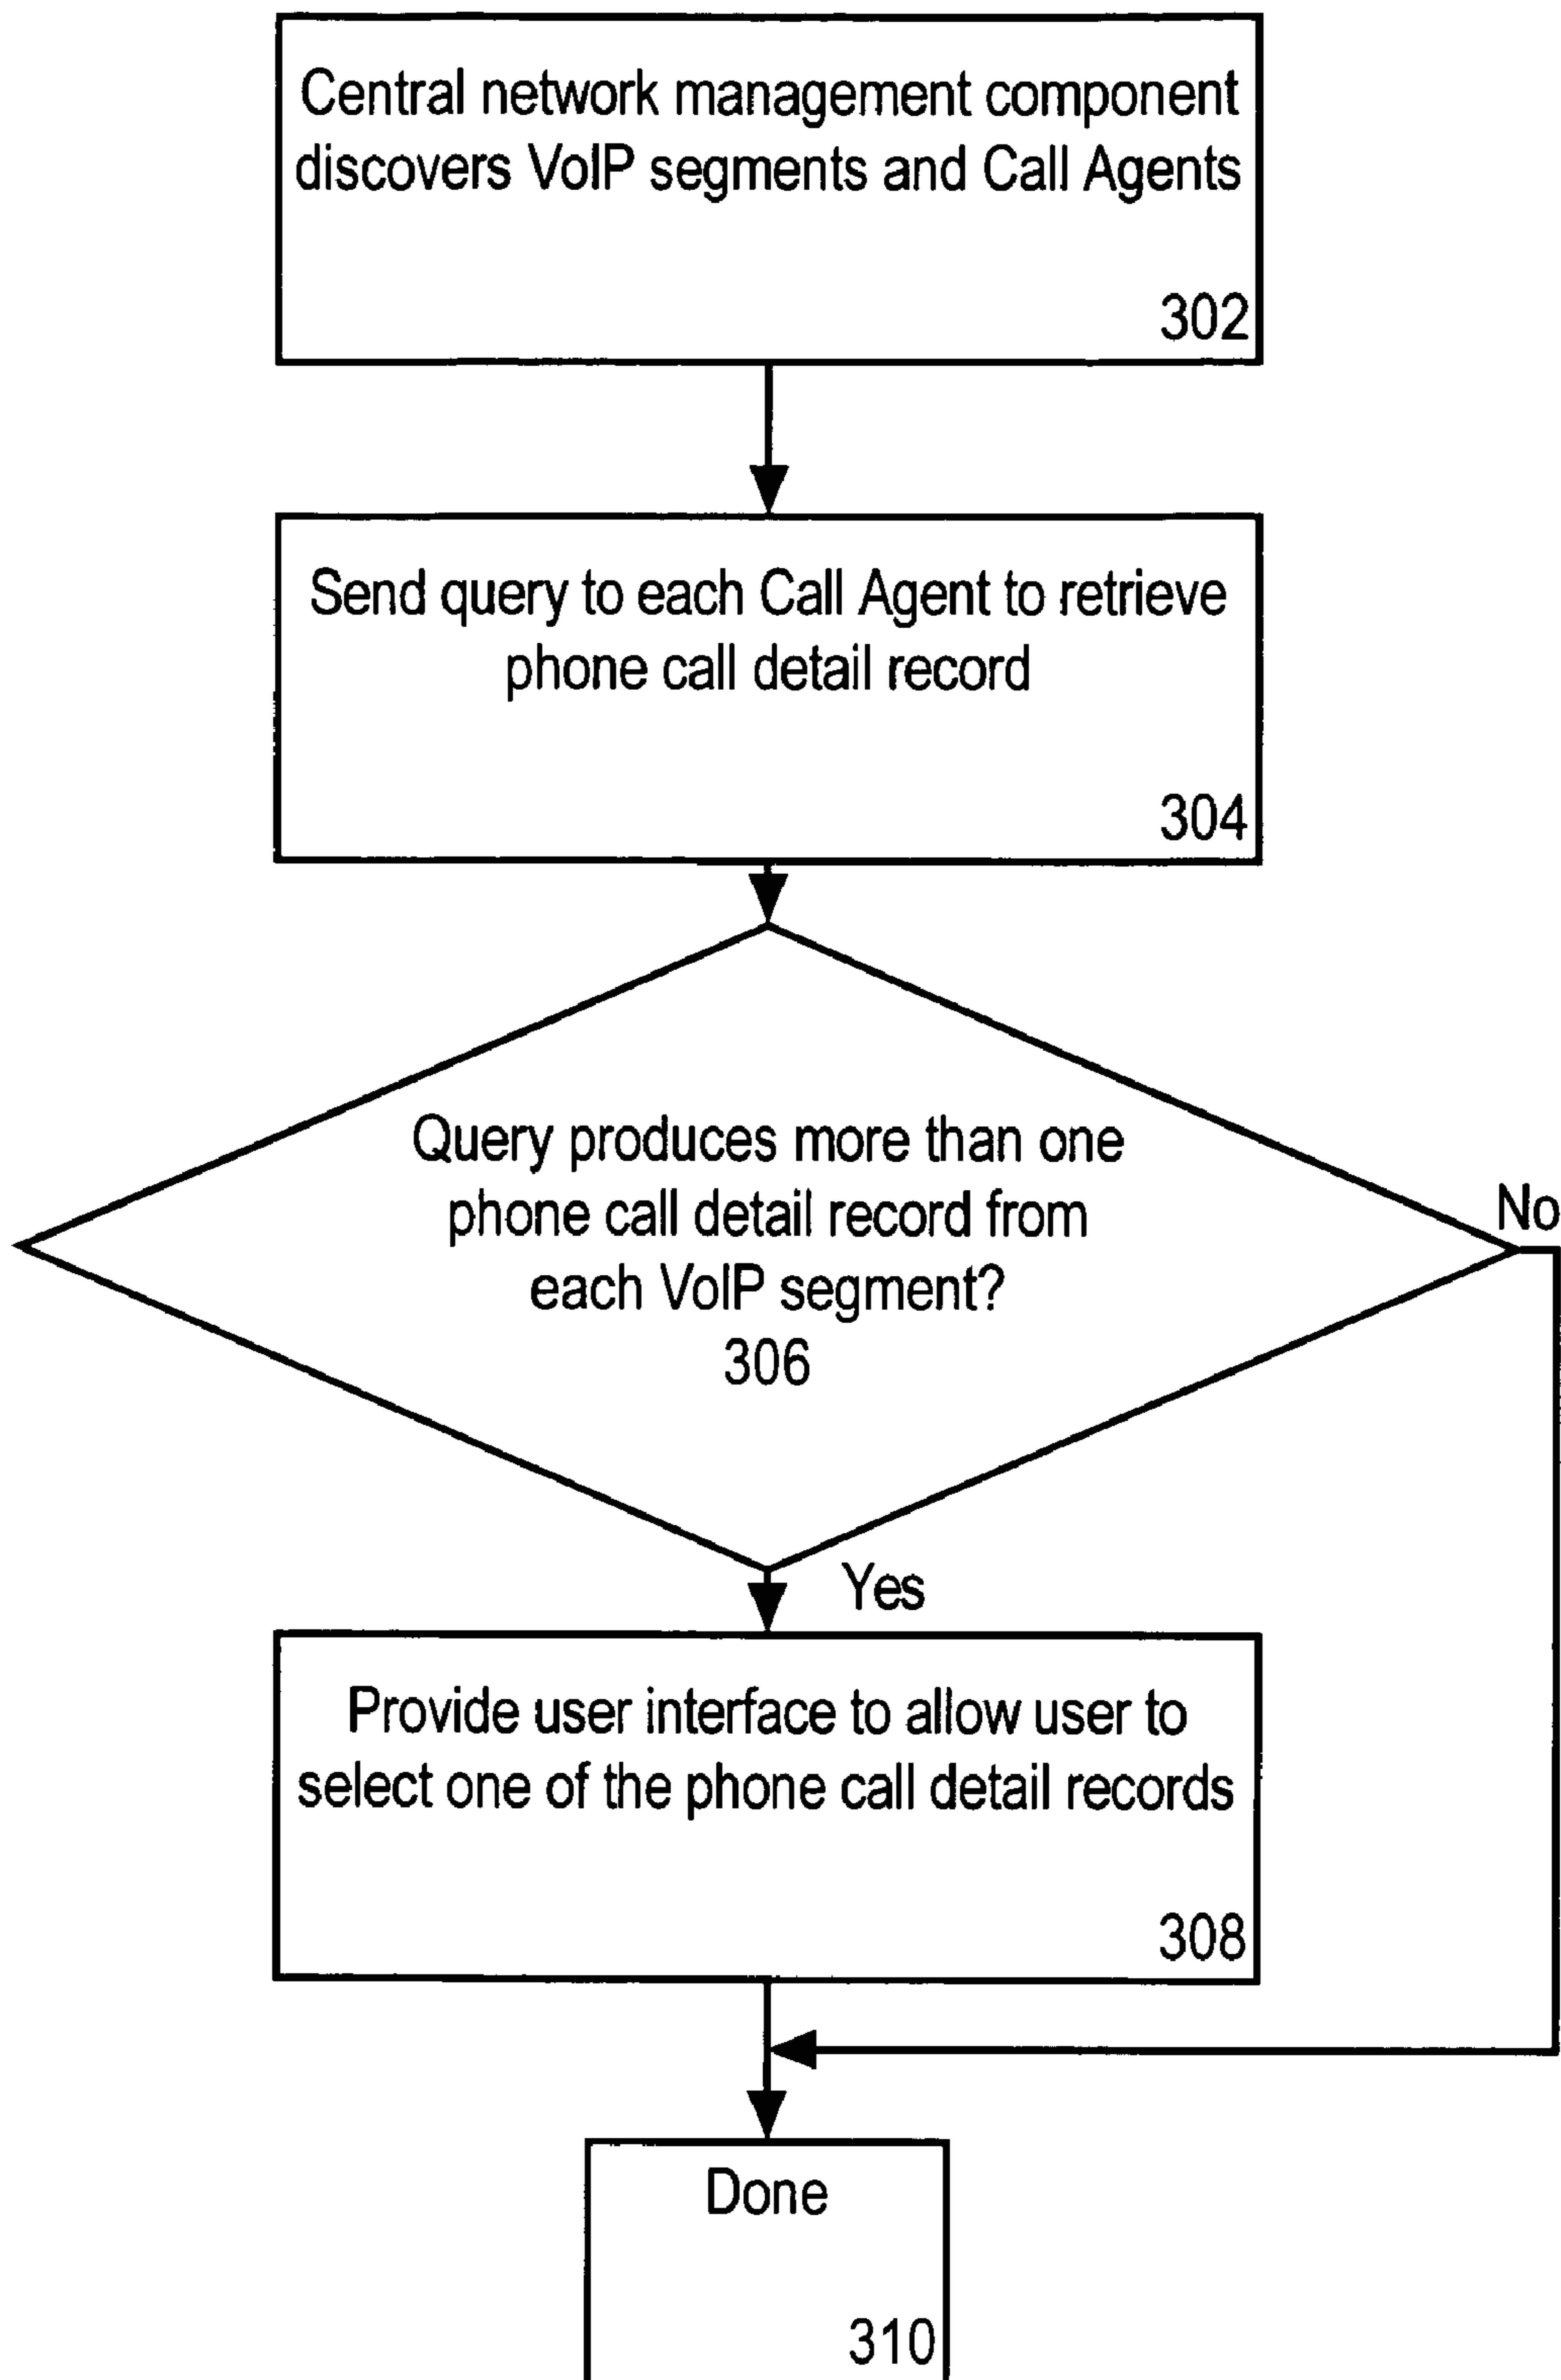 Central network management component
discovers VoIP segments and Call Agents
302
Send query to each Call Agent to retrieve
phone call detail record
304
Query produces more than one
phone call detail record from
each VoIP segment?
306
No
Yes
Provide user interface to allow user to
select one of the phone call detail records
308
Done
310